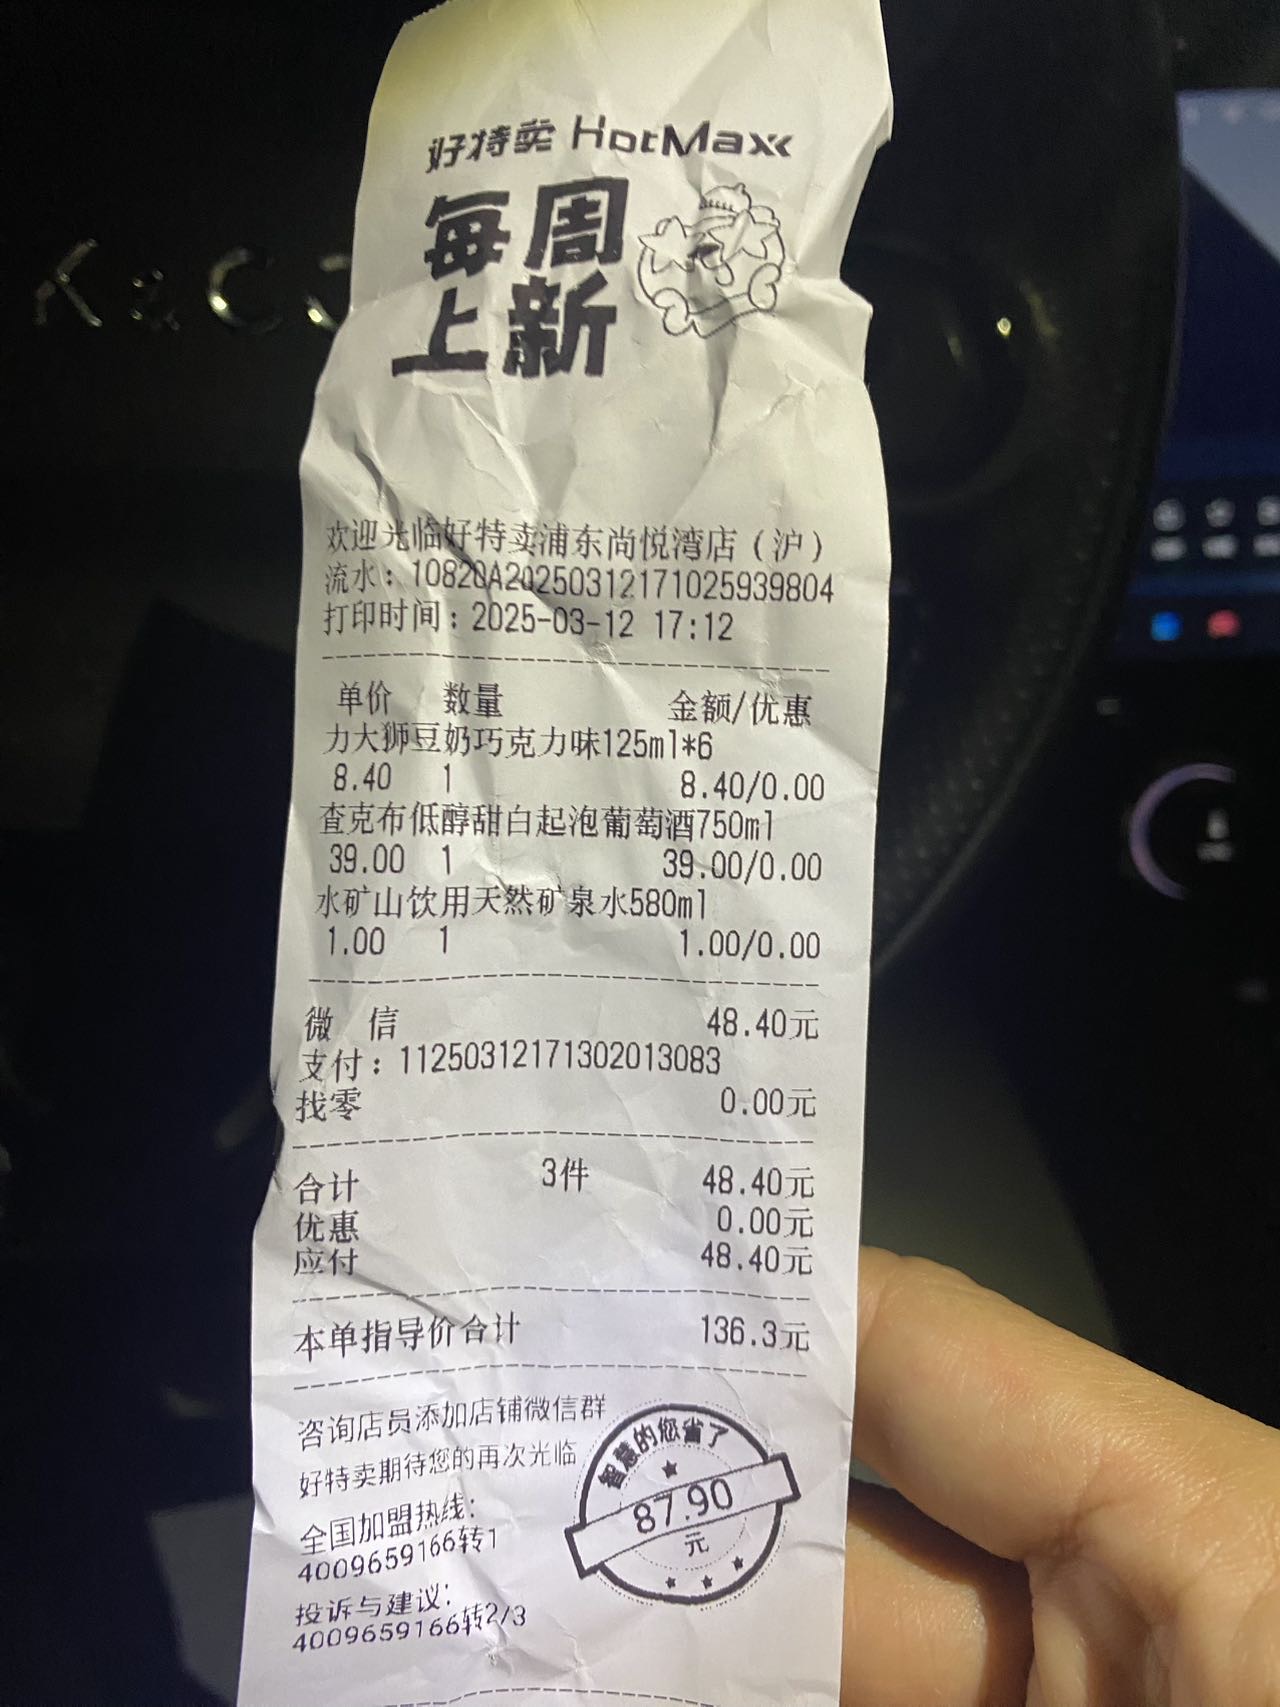 好特卖 HotMaxx
每周
上新
欢迎光临好特卖浦东尚悦湾店（沪）
流水：10820A20250312171025939804
打印时间：2025-03-12 17:12
单价 数量 金额/优惠
力大狮豆奶巧克力味125ml*6
8.40 1 8.40/0.00
查克布低醇甜白起泡葡萄酒750ml
39.00 1 39.00/0.00
水矿山饮用天然矿泉水580ml
1.00 1 1.00/0.00
微 信 48.40元
支付：11250312171302013083
找零 0.00元
合计 3件 48.40元
优惠 0.00元
应付 48.40元
本单指导价合计 136.3元
咨询店员添加店铺微信群
好特卖期待您的再次光临
全国加盟热线：
4009659166转1
投诉与建议：
4009659166转2/3
智慧的您省了
87.90
元